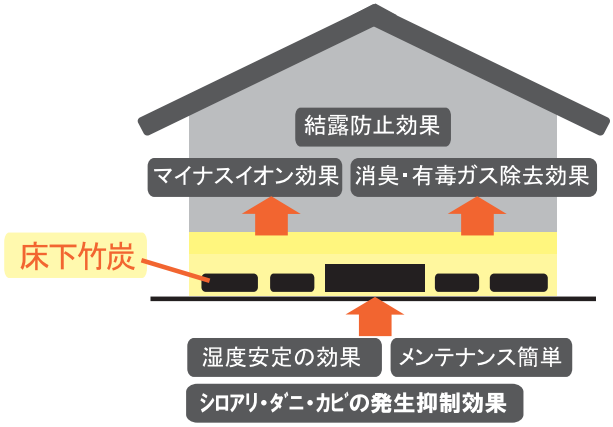 結露防止効果
マイナスイオン効果
消臭・有毒ガス除去効果
床下竹炭
湿度安定の効果
メンテナンス簡単
シロアリ・ダニ・カビの発生抑制効果